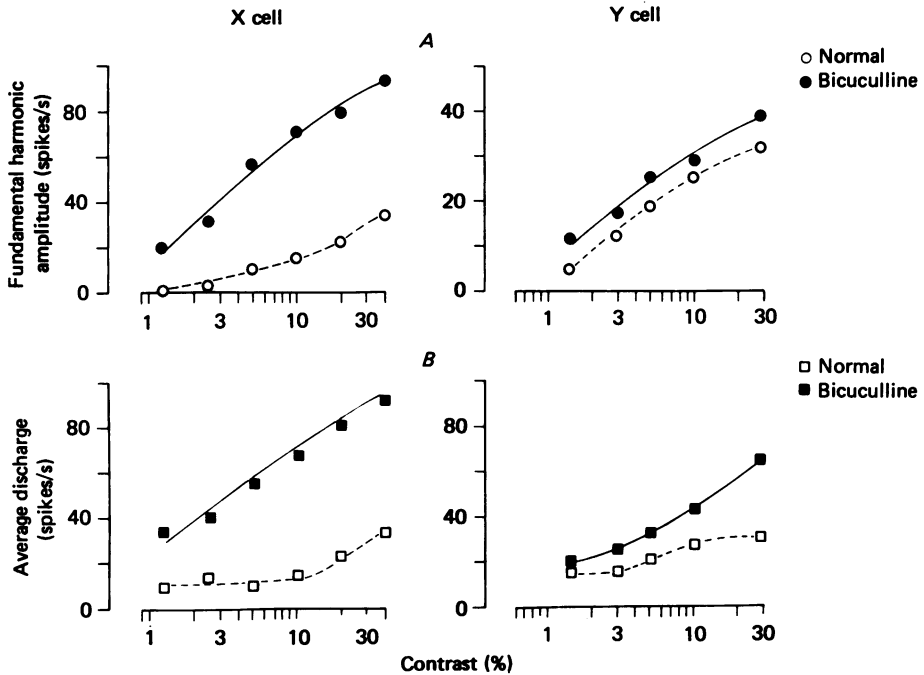 X cell
Y cell
A
Normal
Bicuculline
Fundamental harmonic
amplitude (spikes/s)
80
40
0
1
3
10
30
40
20
0
1
3
10
30
B
Normal
Bicuculline
Average discharge
(spikes/s)
80
40
0
1
3
10
30
80
40
0
1
3
10
30
Contrast (%)